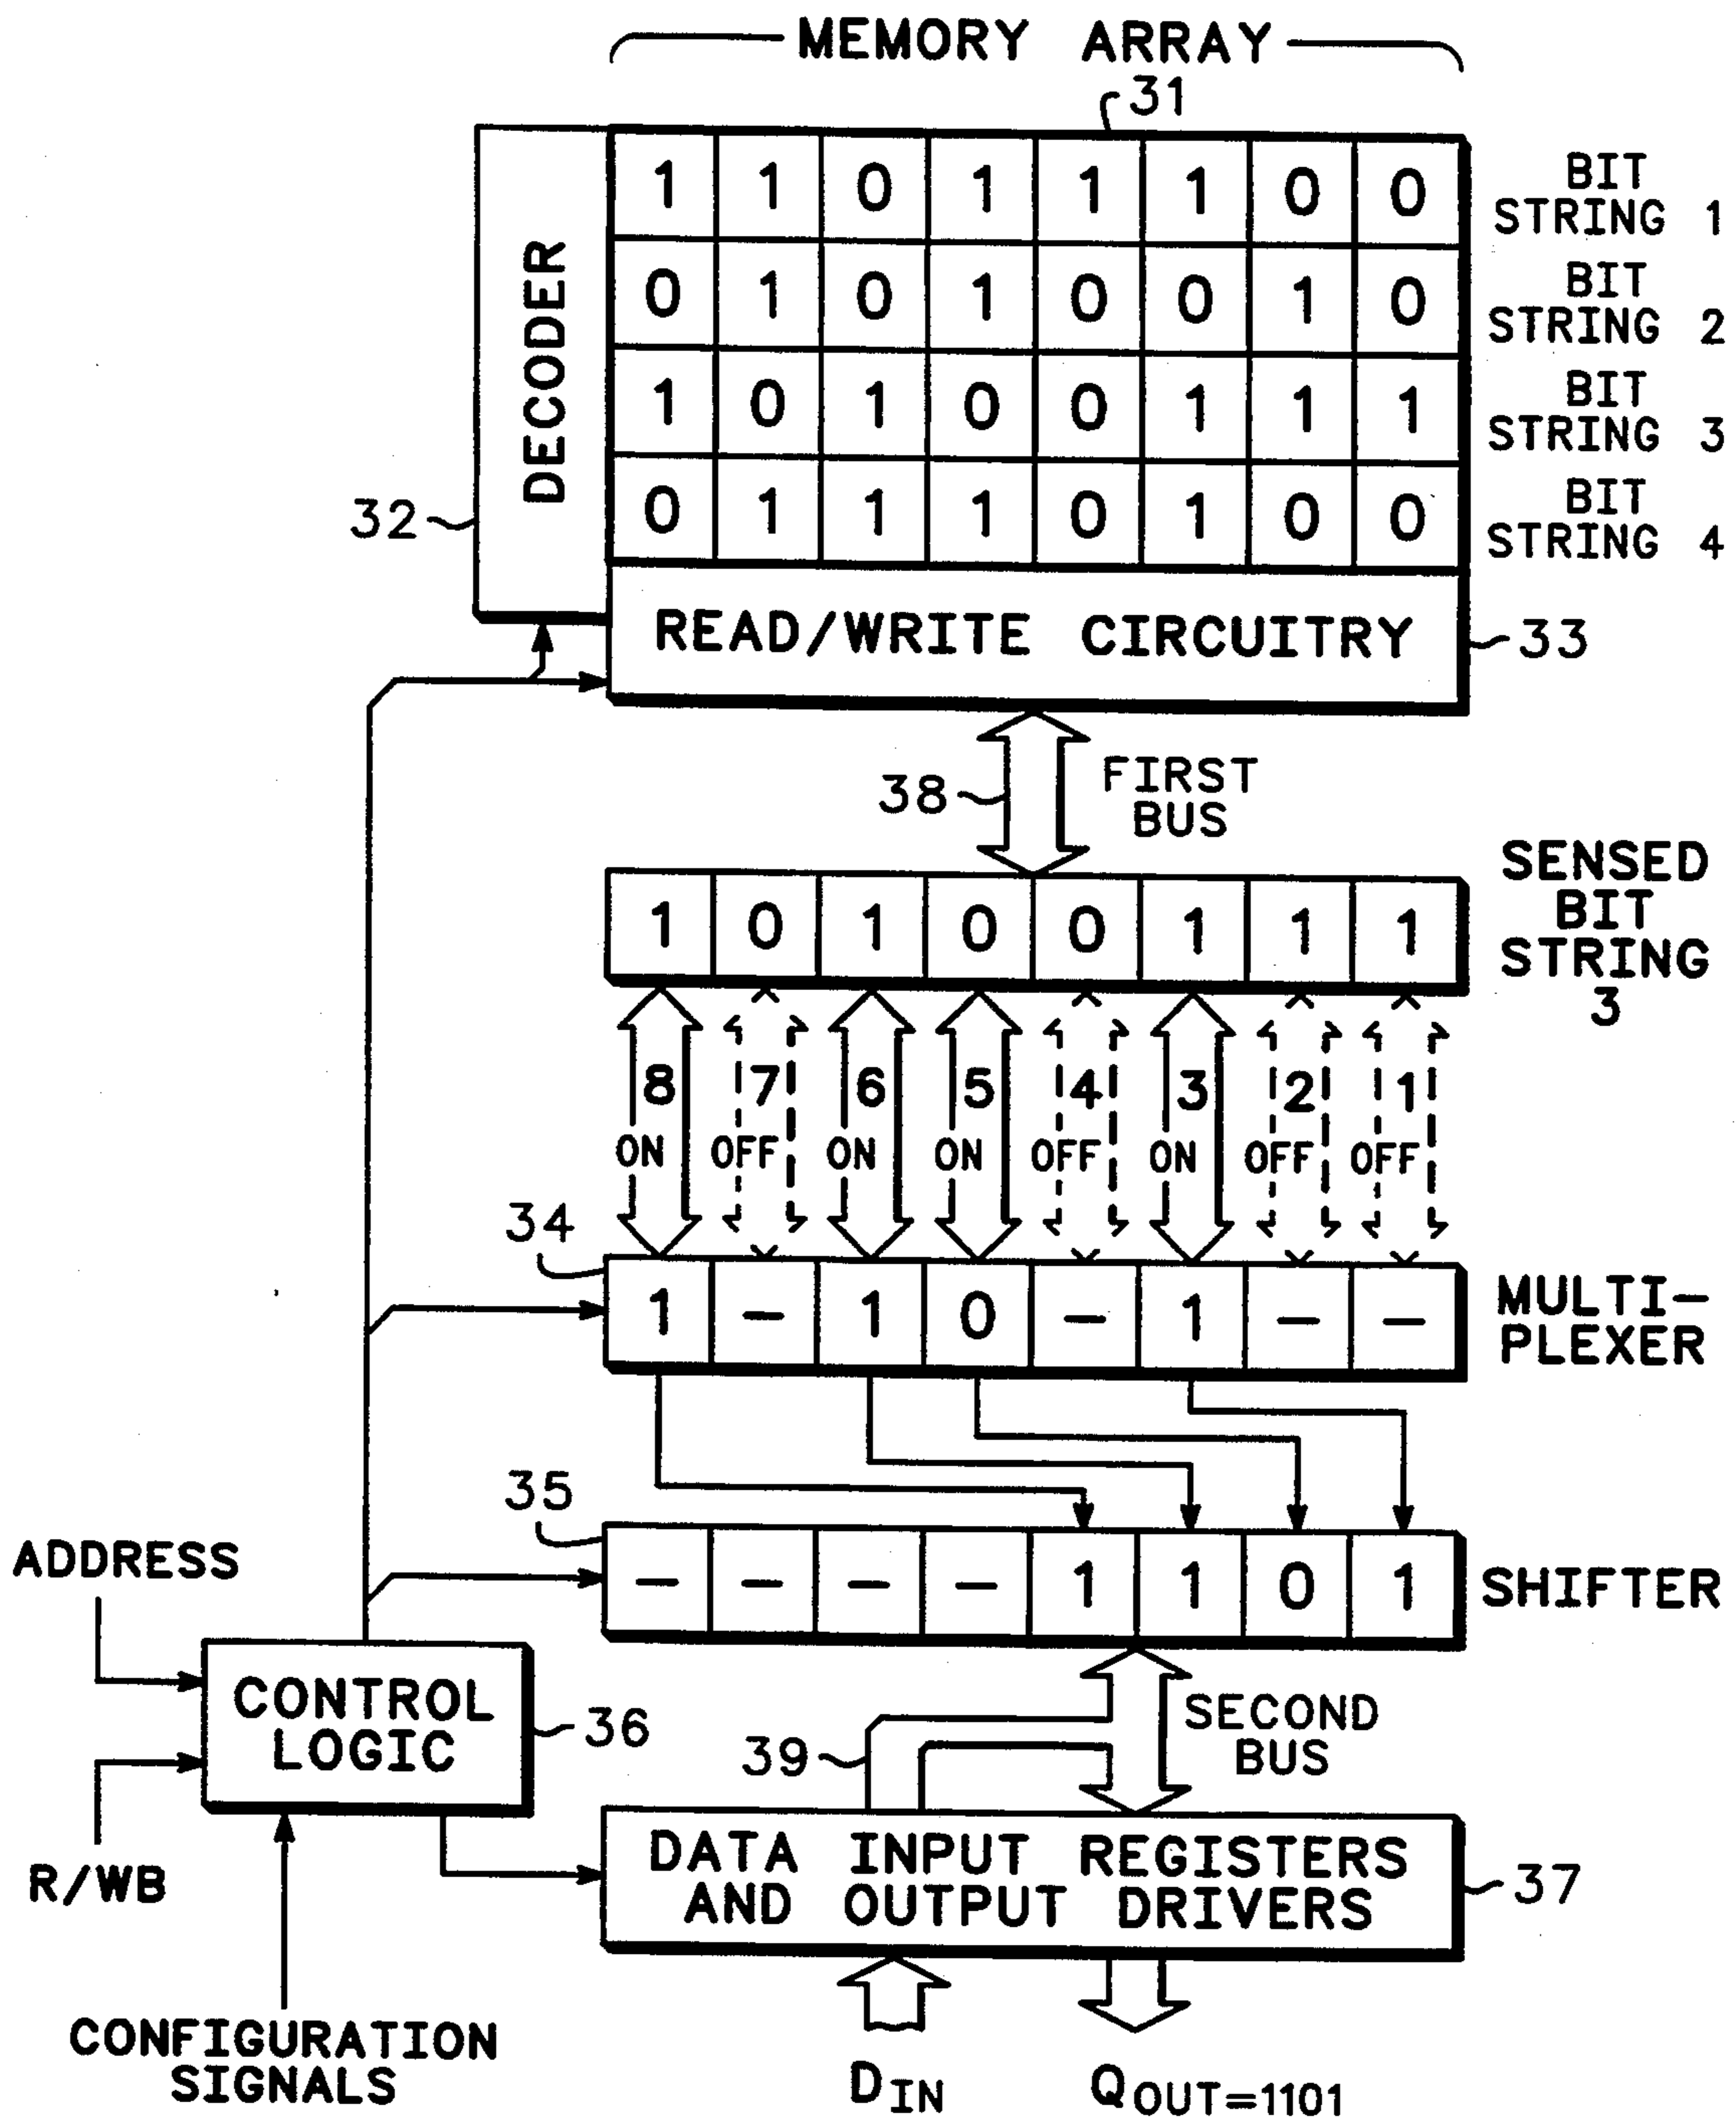 MEMORY ARRAY
31
1 1 0 1 1 1 0 0
BIT
STRING 1
0 1 0 1 0 0 1 0
BIT
STRING 2
1 0 1 0 0 1 1 1
BIT
STRING 3
0 1 1 1 0 1 0 0
BIT
STRING 4
DECODER
32
READ/WRITE CIRCUITRY
33
38
FIRST
BUS
1 0 1 0 0 1 1 1
SENSED
BIT
STRING
3
8 7 6 5 4 3 2 1
ON OFF ON ON OFF ON OFF OFF
34
1 – 1 0 – 1 – –
MULTI–
PLEXER
35
– – – – 1 1 0 1
SHIFTER
ADDRESS
CONTROL
LOGIC
36
R/WB
CONFIGURATION
SIGNALS
39
SECOND
BUS
DATA INPUT REGISTERS
AND OUTPUT DRIVERS
37
DIN
QOUT=1101